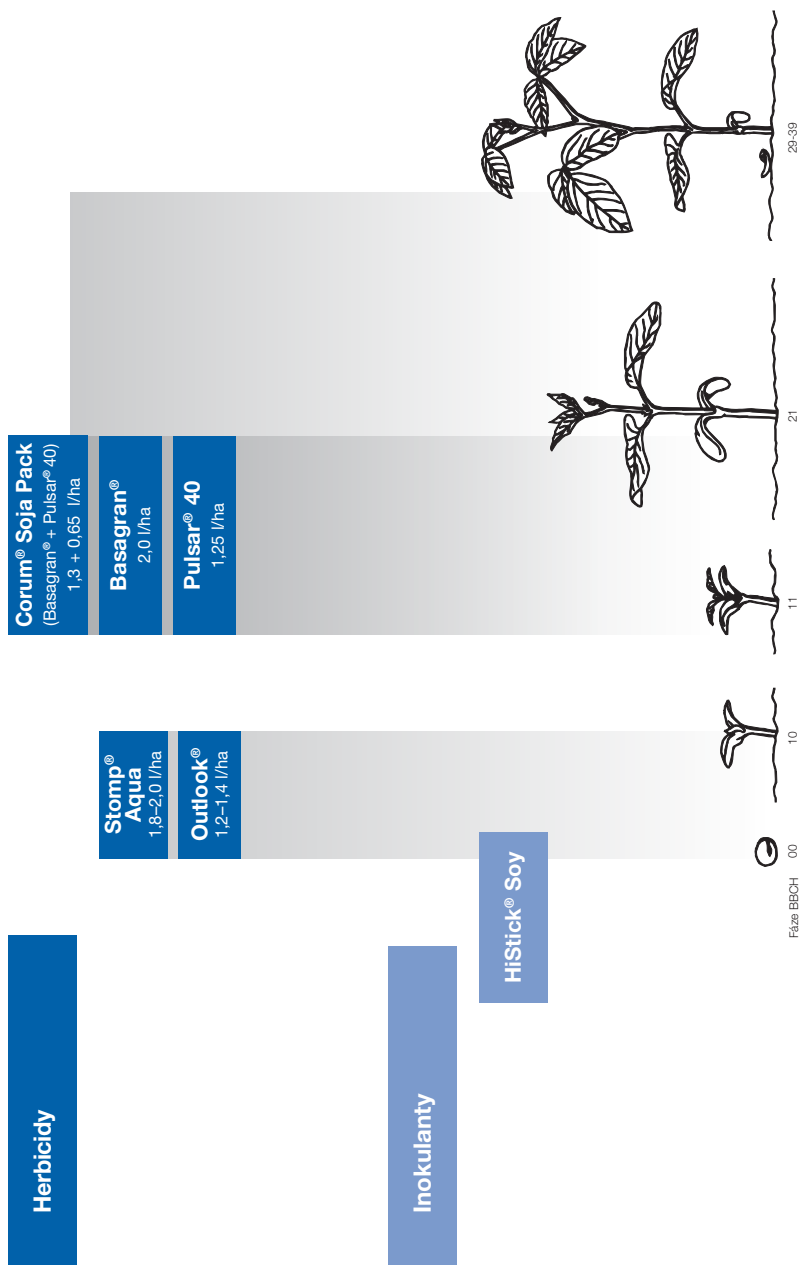 Herbicidy
Stomp®
Aqua
1,8–2,0 l/ha
Outlook®
1,2–1,4 l/ha
Corum® Soja Pack
(Basagran® + Pulsar® 40)
1,3 + 0,65 l/ha
Basagran®
2,0 l/ha
Pulsar® 40
1,25 l/ha
Inokulanty
HiStick® Soy
Fáze BBCH 00 10 11 21 29-39